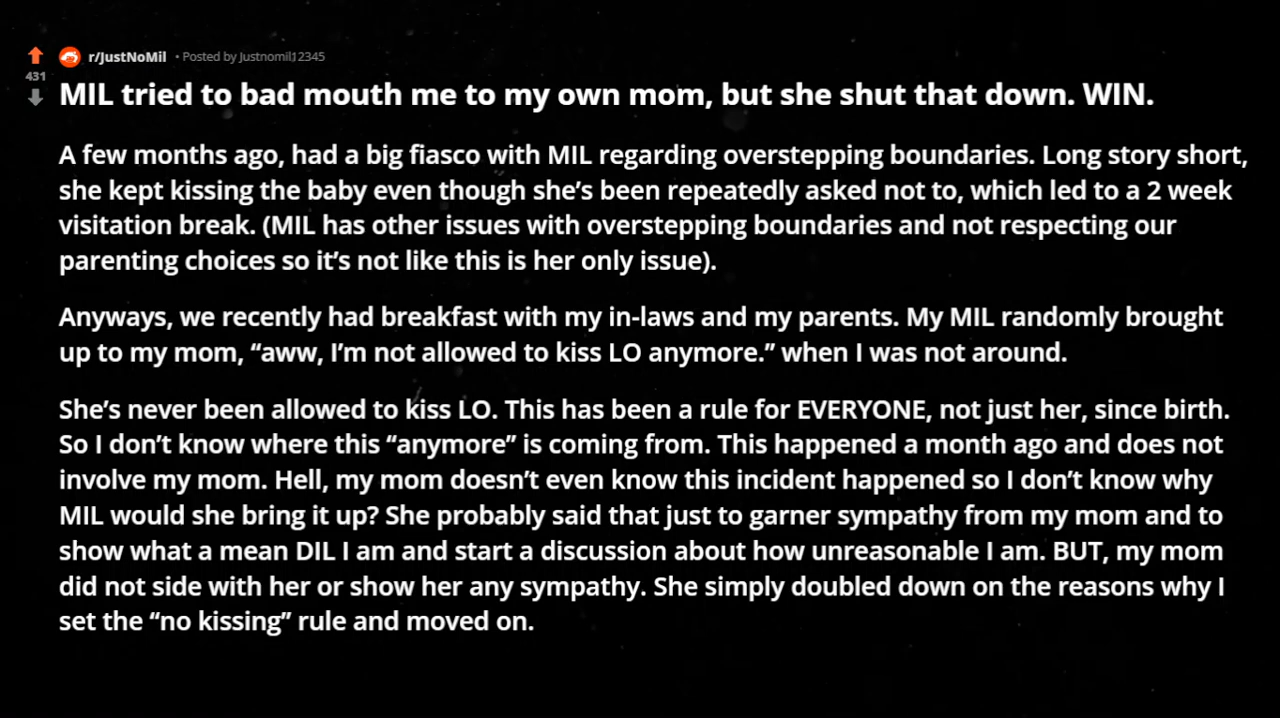 r/JustNoMil • Posted by Justnomil12345
431
MIL tried to bad mouth me to my own mom, but she shut that down. WIN.
A few months ago, had a big fiasco with MIL regarding overstepping boundaries. Long story short,
she kept kissing the baby even though she’s been repeatedly asked not to, which led to a 2 week
visitation break. (MIL has other issues with overstepping boundaries and not respecting our
parenting choices so it’s not like this is her only issue).
Anyways, we recently had breakfast with my in-laws and my parents. My MIL randomly brought
up to my mom, “aww, I’m not allowed to kiss LO anymore.” when I was not around.
She’s never been allowed to kiss LO. This has been a rule for EVERYONE, not just her, since birth.
So I don’t know where this “anymore” is coming from. This happened a month ago and does not
involve my mom. Hell, my mom doesn’t even know this incident happened so I don’t know why
MIL would she bring it up? She probably said that just to garner sympathy from my mom and to
show what a mean DIL I am and start a discussion about how unreasonable I am. BUT, my mom
did not side with her or show her any sympathy. She simply doubled down on the reasons why I
set the “no kissing” rule and moved on.